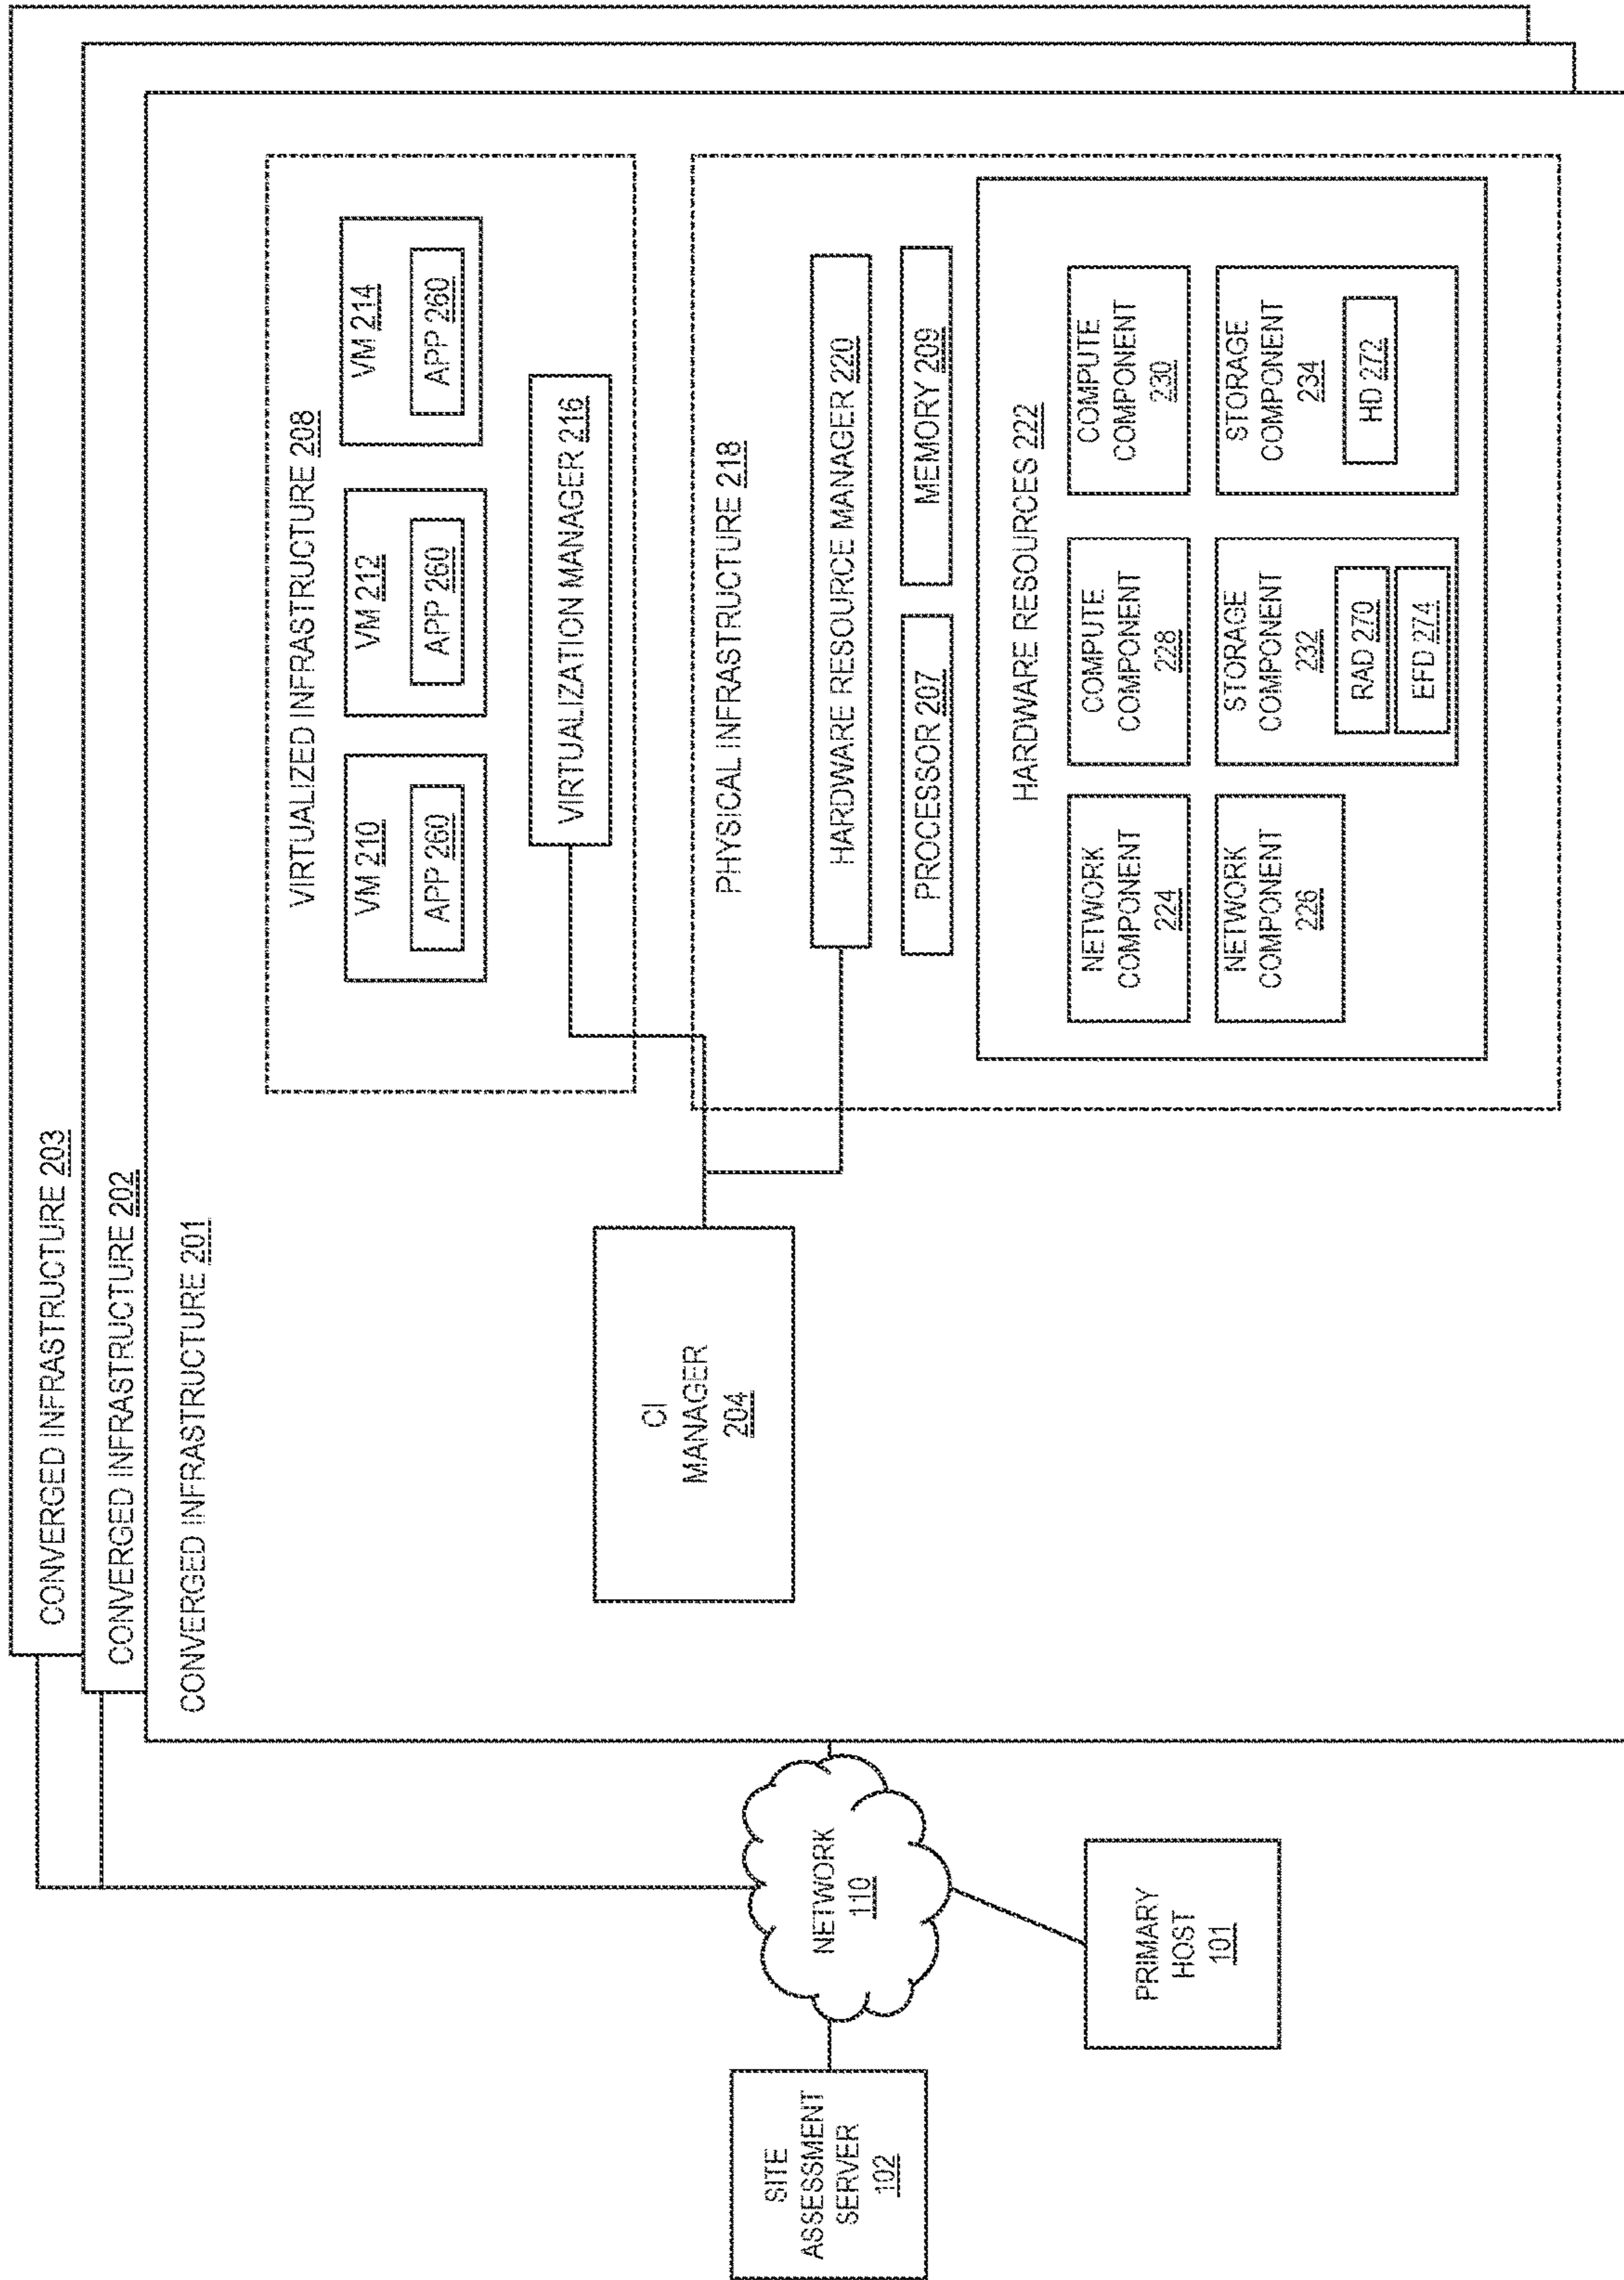 CONVERGED INFRASTRUCTURE 203
CONVERGED INFRASTRUCTURE 202
CONVERGED INFRASTRUCTURE 201
VIRTUALIZED INFRASTRUCTURE 208
VM 210
APP 260
VM 212
APP 260
VM 214
APP 260
VIRTUALIZATION MANAGER 216
CI
MANAGER
204
PHYSICAL INFRASTRUCTURE 218
HARDWARE RESOURCE MANAGER 220
PROCESSOR 207
MEMORY 209
HARDWARE RESOURCES 222
NETWORK
COMPONENT
224
COMPUTE
COMPONENT
228
COMPUTE
COMPONENT
230
NETWORK
COMPONENT
226
STORAGE
COMPONENT
232
RAD 270
EFD 274
STORAGE
COMPONENT
234
HD 272
SITE
ASSESSMENT
SERVER
102
NETWORK
110
PRIMARY
HOST
101